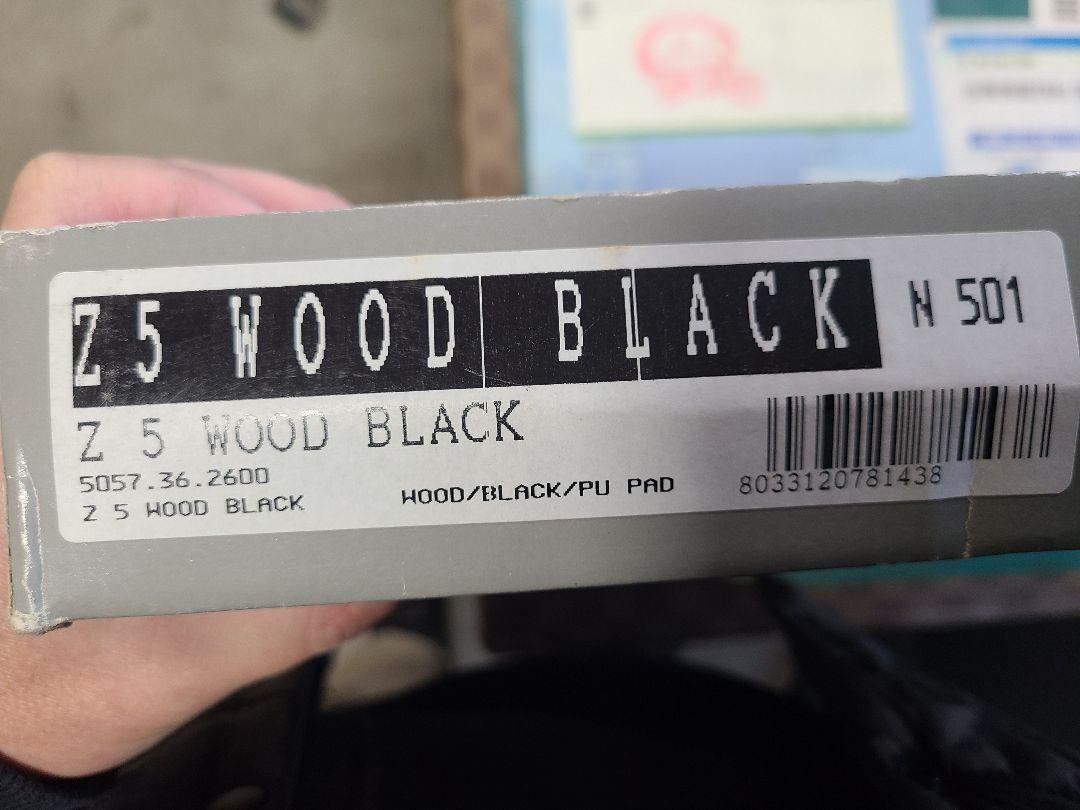 Z5 WOOD BLACK N 501
Z 5 WOOD BLACK
5057.36.2600
Z 5 WOOD BLACK WOOD/BLACK/PU PAD 8033120781438